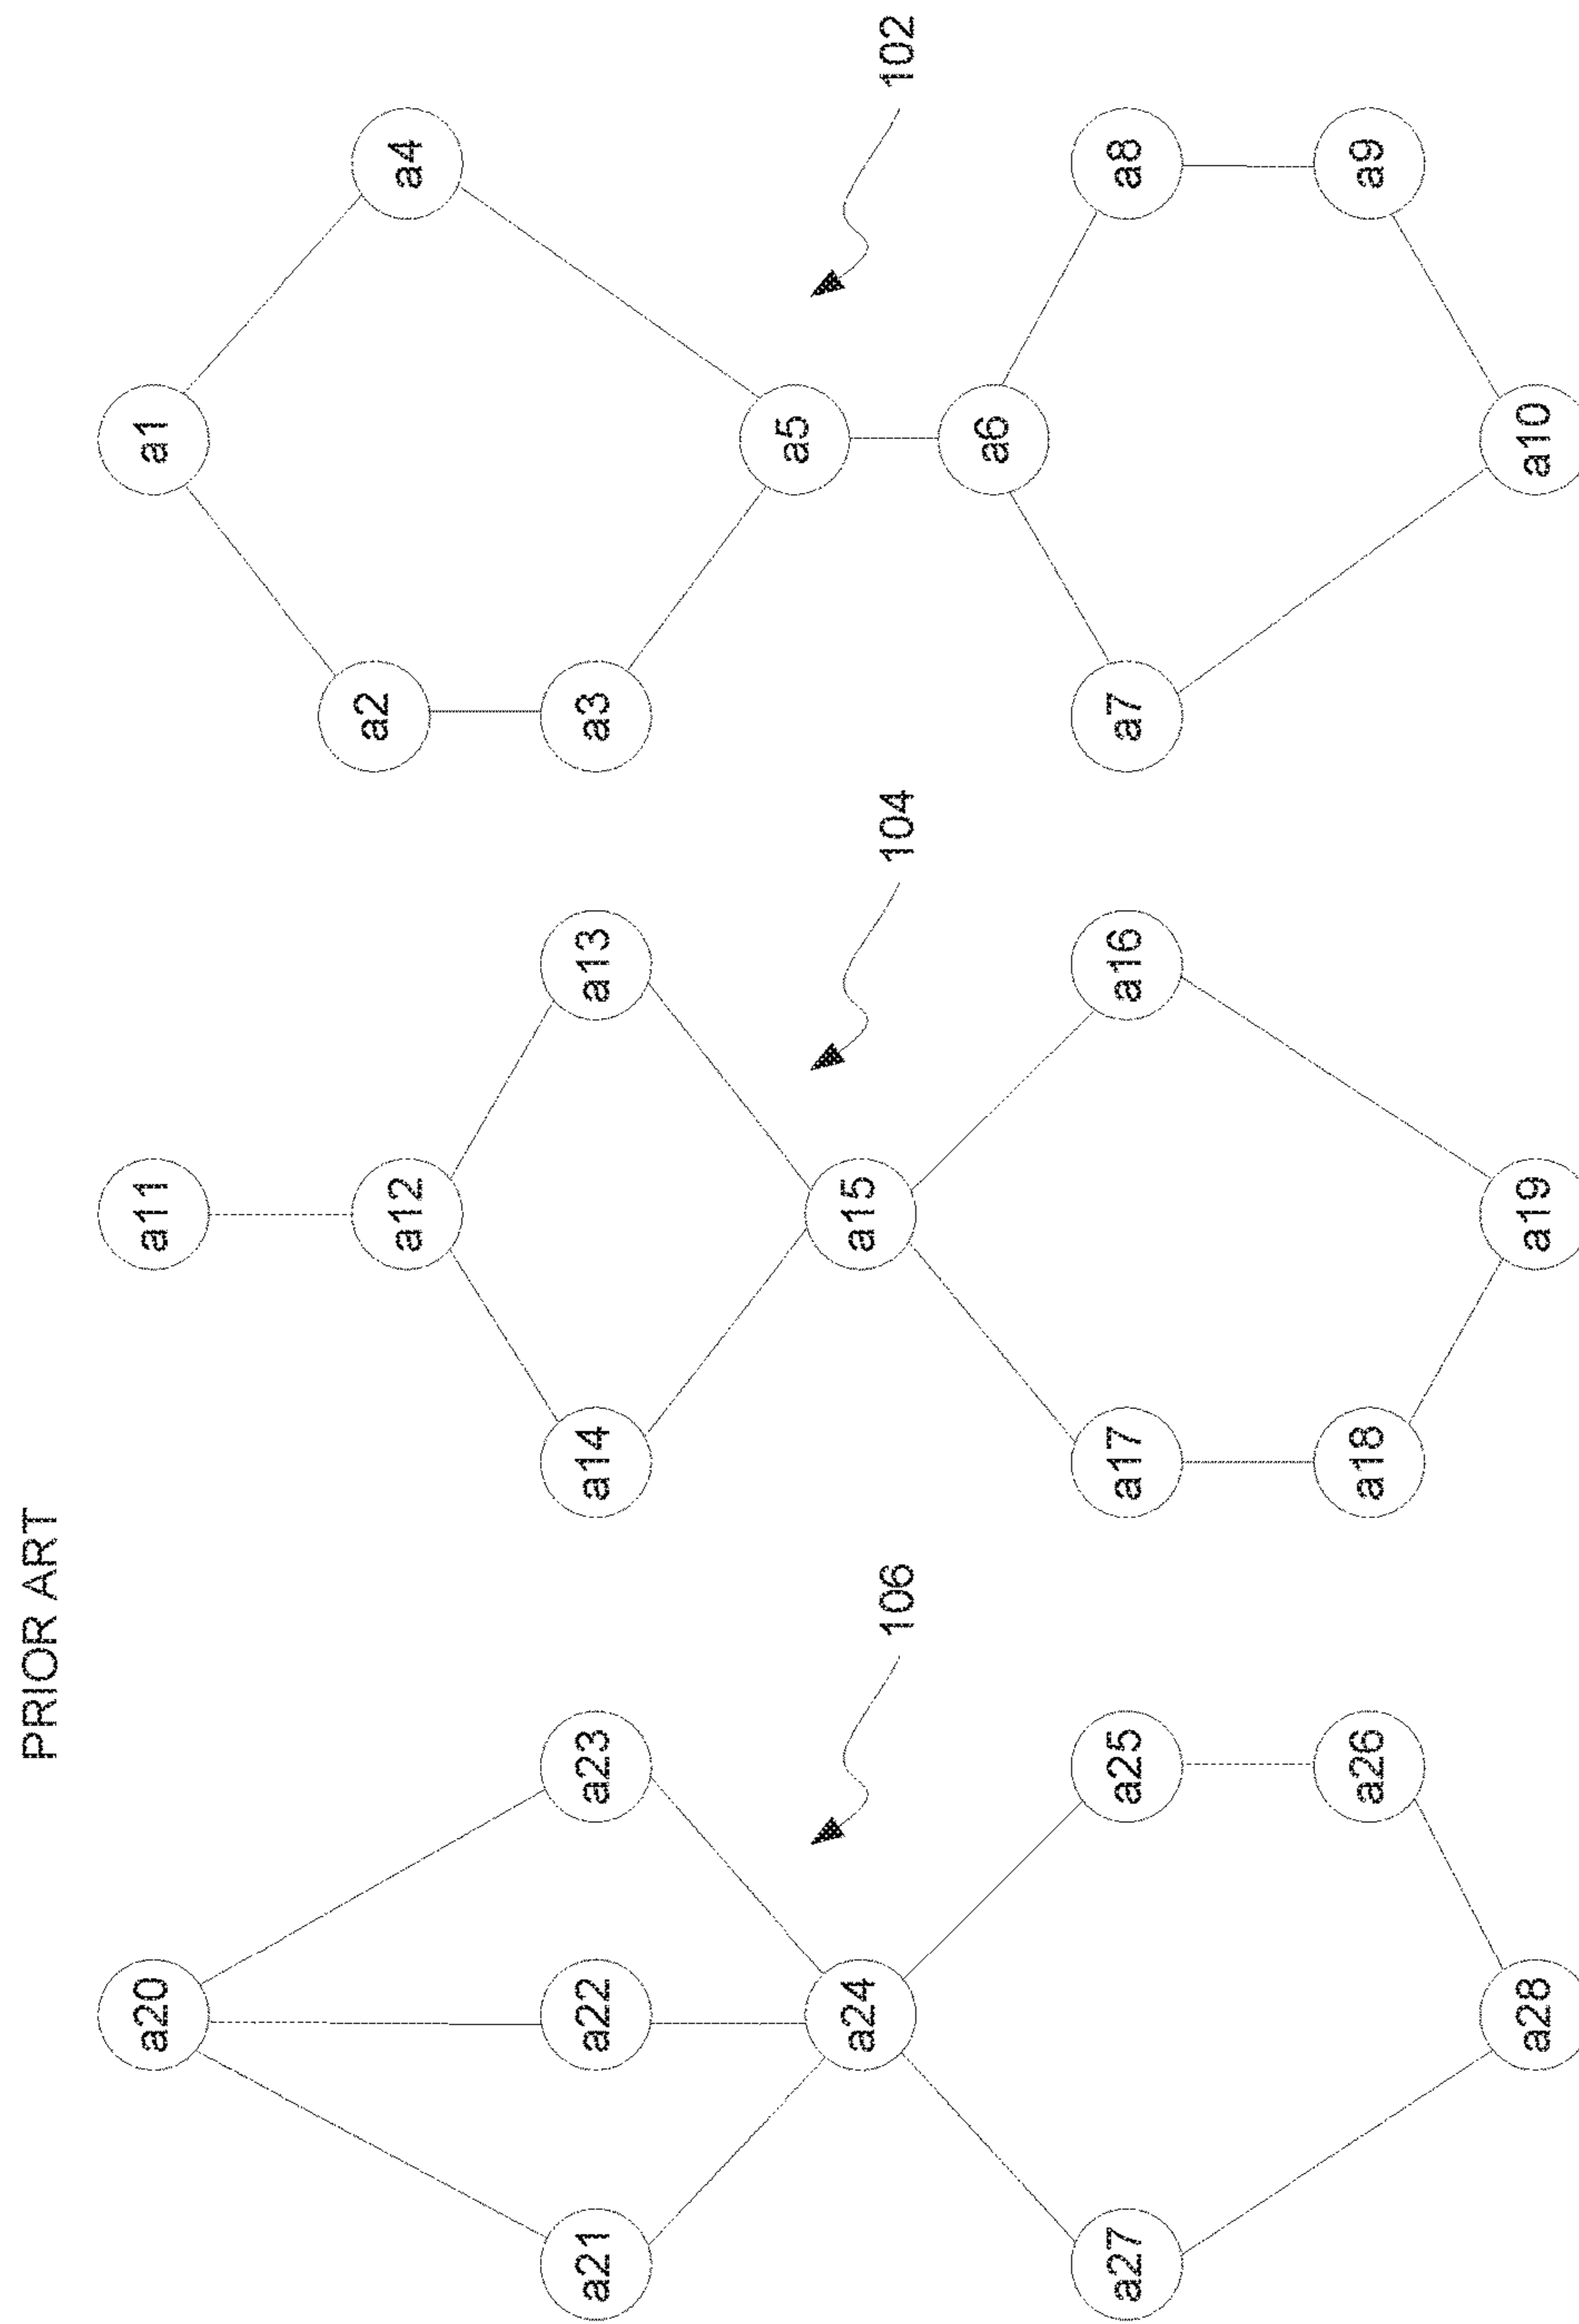 PRIOR ART
a20 a11 a1
a2
a12 a4
a21 a22 a23 a14 a13 a3
a5
a24 a15
106 104 102
a6
a27 a25 a17 a16 a7 a8
a26 a18 a9
a28 a19 a10